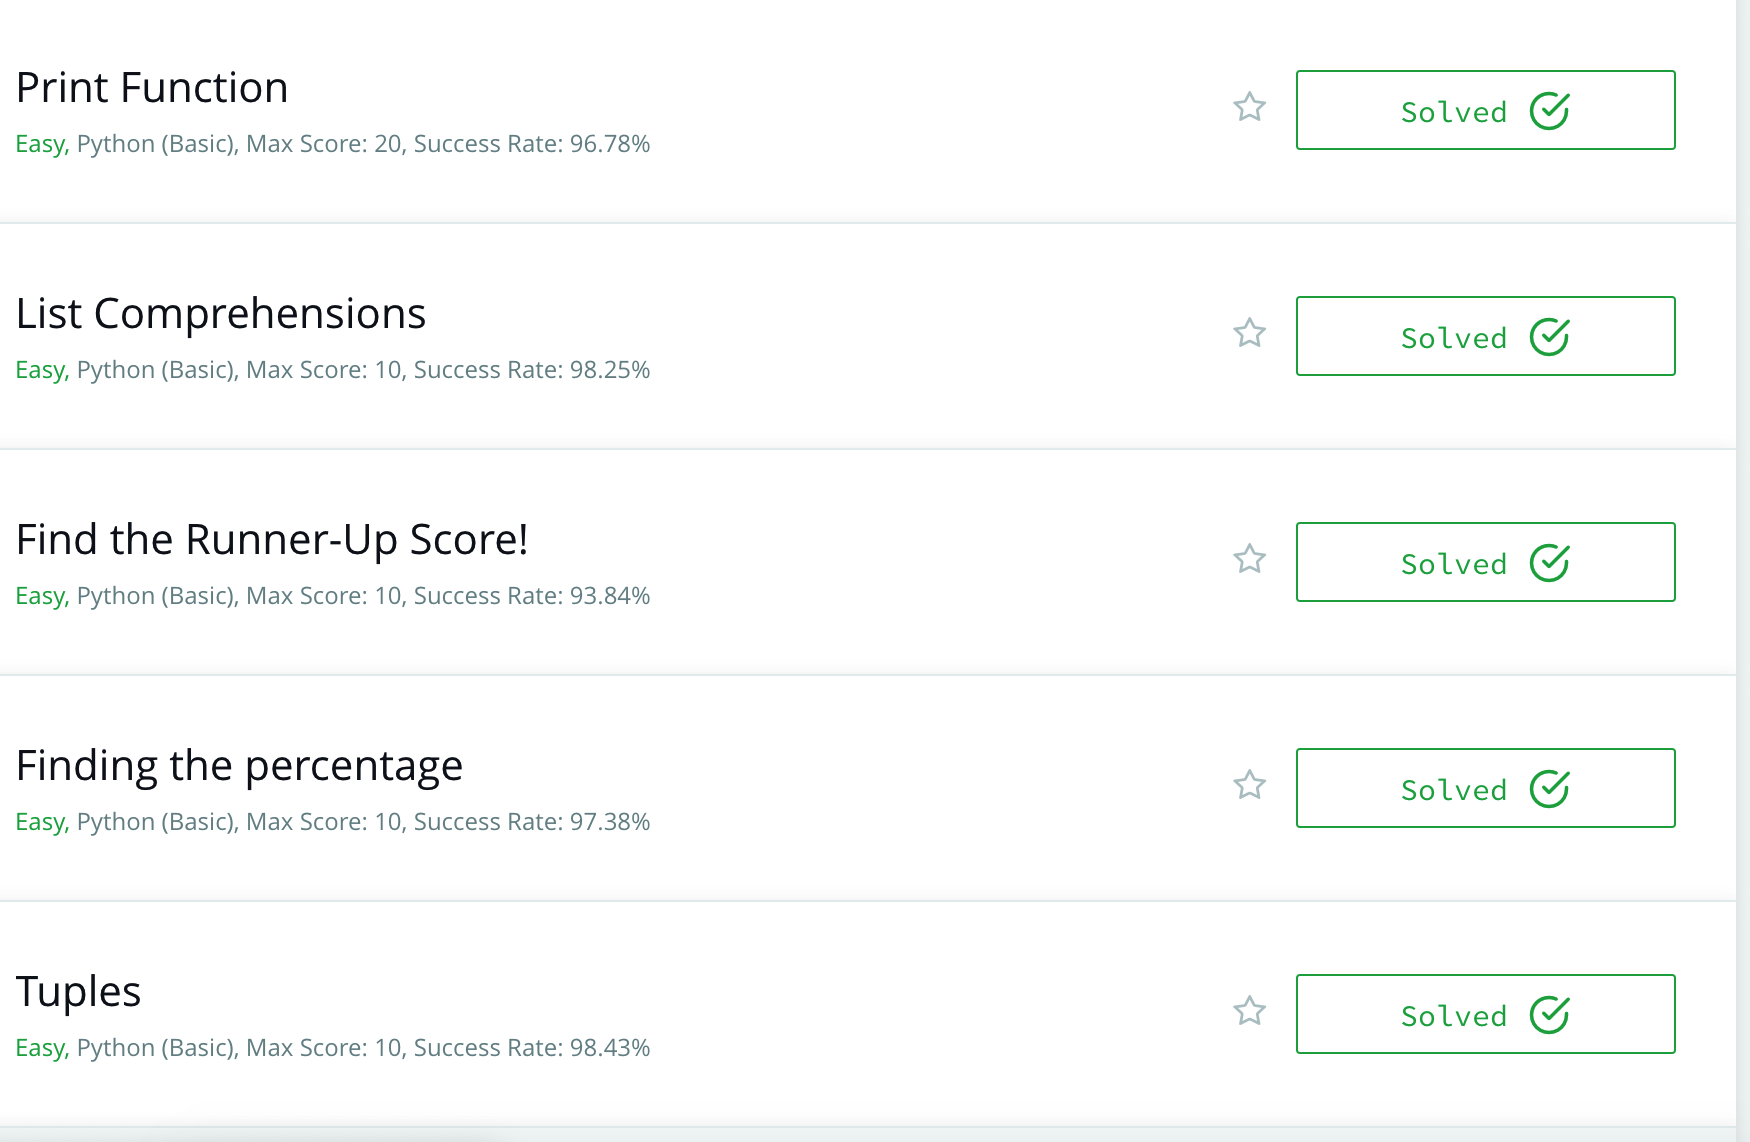 Print Function
Easy, Python (Basic), Max Score: 20, Success Rate: 96.78%
Solved
List Comprehensions
Easy, Python (Basic), Max Score: 10, Success Rate: 98.25%
Solved
Find the Runner-Up Score!
Easy, Python (Basic), Max Score: 10, Success Rate: 93.84%
Solved
Finding the percentage
Easy, Python (Basic), Max Score: 10, Success Rate: 97.38%
Solved
Tuples
Easy, Python (Basic), Max Score: 10, Success Rate: 98.43%
Solved